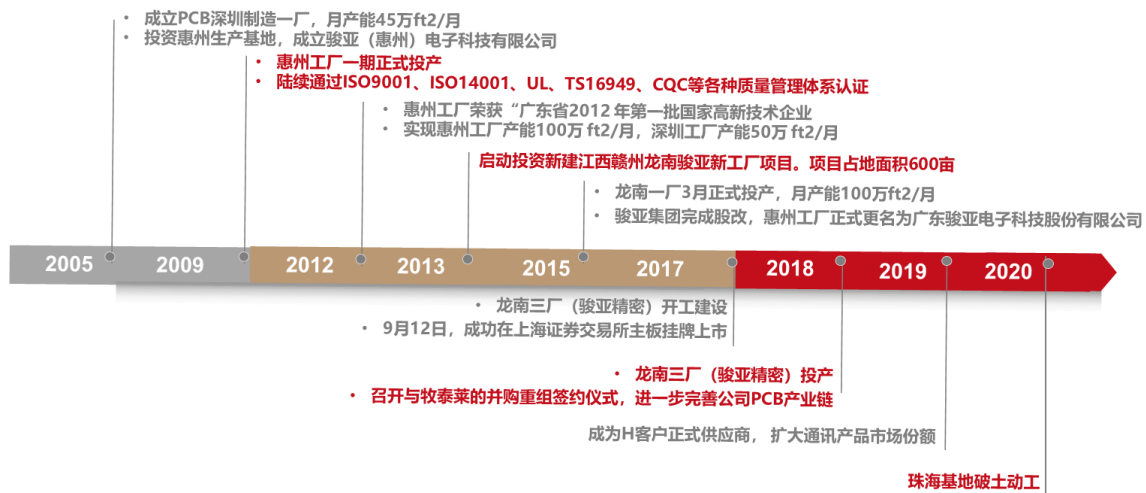 • 成立PCB深圳制造一厂，月产能45万ft2/月
• 投资惠州生产基地，成立骏亚（惠州）电子科技有限公司
• 惠州工厂一期正式投产
• 陆续通过ISO9001、ISO14001、UL、TS16949、CQC等各种质量管理体系认证
• 惠州工厂荣获“广东省2012 年第一批国家高新技术企业
• 实现惠州工厂产能100万 ft2/月，深圳工厂产能50万 ft2/月
启动投资新建江西赣州龙南骏亚新工厂项目。项目占地面积600亩
• 龙南一厂3月正式投产，月产能100万ft2/月
• 骏亚集团完成股改，惠州工厂正式更名为广东骏亚电子科技股份有限公司
2005 2009 2012 2013 2015 2017 2018 2019 2020
• 龙南三厂（骏亚精密）开工建设
• 9月12日，成功在上海证券交易所主板挂牌上市
• 龙南三厂（骏亚精密）投产
• 召开与牧泰莱的并购重组签约仪式，进一步完善公司PCB产业链
成为H客户正式供应商， 扩大通讯产品市场份额
珠海基地破土动工